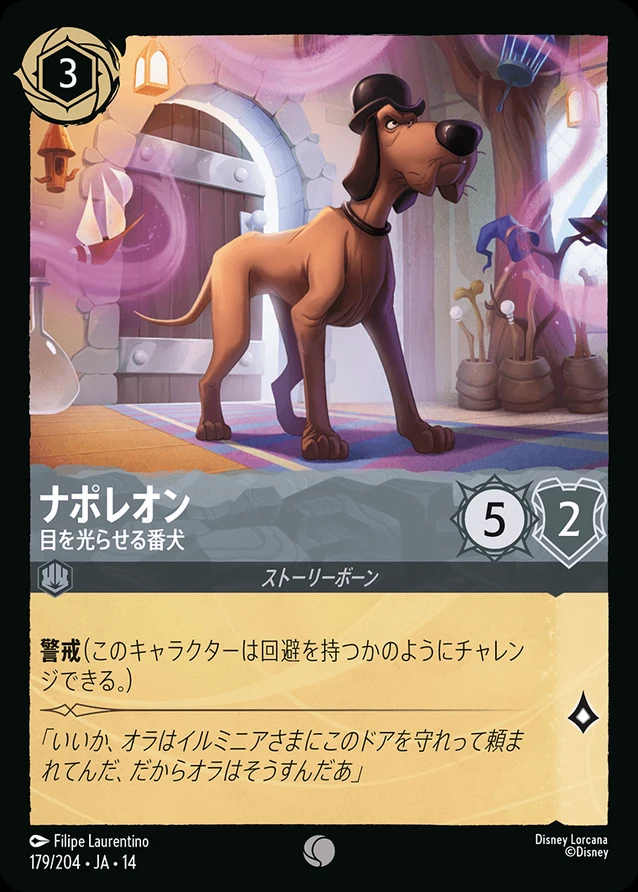 3
ナポレオン
目を光らせる番犬
5
2
ストーリーボーン
警戒(このキャラクターは回避を持つかのようにチャレン
ジできる。)
「いいか、オラはイルミニアさまにこのドアを守れって頼ま
れてんだ、だからオラはそうすんだあ」
Filipe Laurentino
Disney Lorcana
179/204 • JA • 14
©Disney